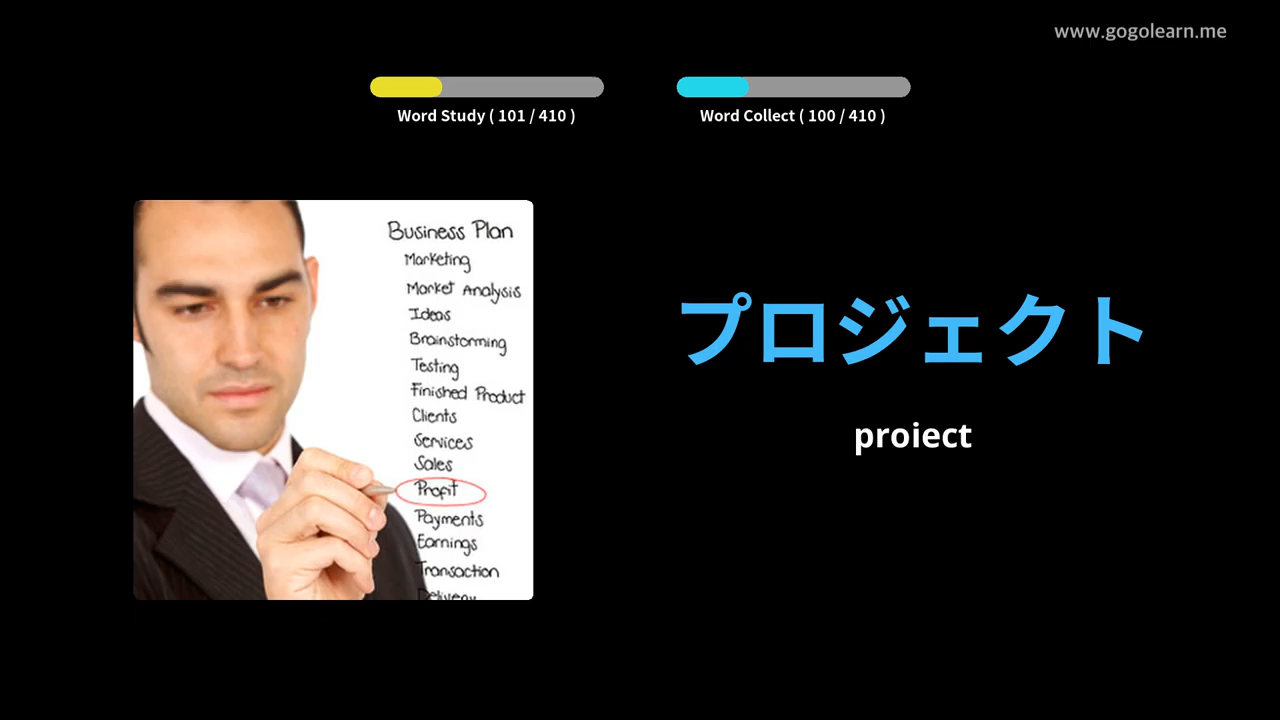 www.gogolearn.me
Word Study ( 101 / 410 )
Word Collect ( 100 / 410 )
Business Plan
Marketing
Market Analysis
Ideas
Brainstorming
Testing
Finished Product
Clients
Services
Sales
Profit
Payments
Earnings
Transaction
Delivery
プロジェクト
proiect